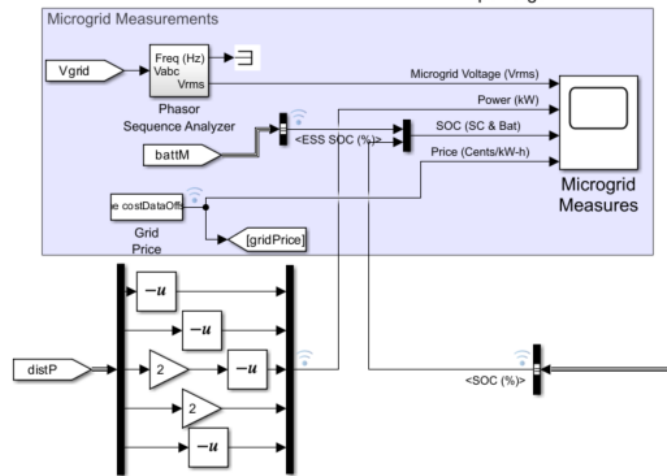 Microgrid Measurements
Vgrid
Freq (Hz)
Vabc
Vrms
Phasor
Sequence Analyzer
Microgrid Voltage (Vrms)
Power (kW)
<ESS SOC (%)>
SOC (SC & Bat)
battM
Price (Cents/kW-h)
Microgrid
Measures
costDataOffs
Grid
Price
[gridPrice]
-u
-u
distP
2
-u
<SOC (%)>
2
-u